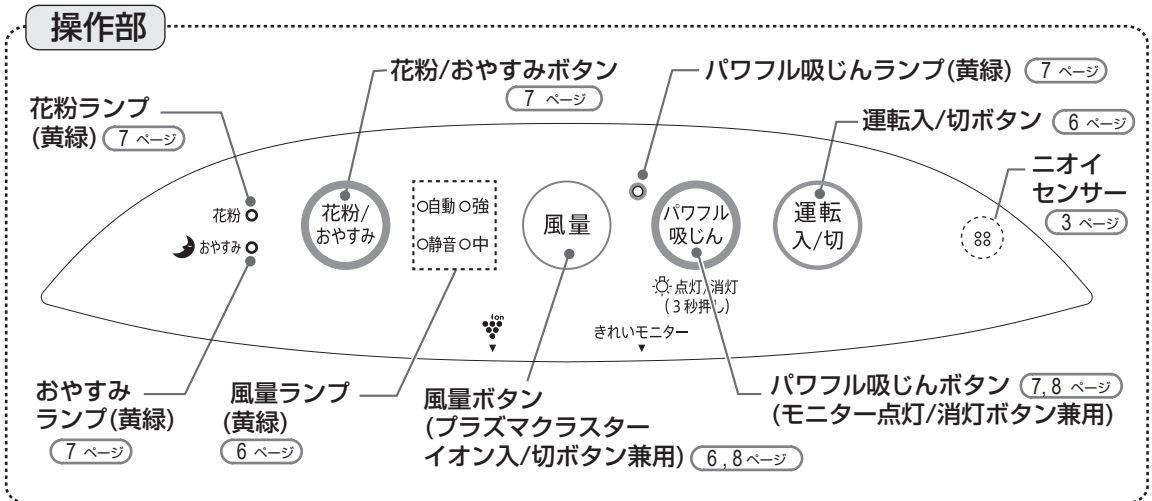 操作部
花粉/おやすみボタン
7 ページ
パワフル吸じんランプ(黄緑) 7 ページ
花粉ランプ
(黄緑) 7 ページ
運転入/切ボタン 6 ページ
ニオイ
センサー
3 ページ
花粉
おやすみ
花粉/
おやすみ
自動 強
静音 中
風量
パワフル
吸じん
点灯/消灯
(3秒押し)
運転
入/切
ion
きれいモニター
おやすみ
ランプ(黄緑)
7 ページ
風量ランプ
(黄緑)
6 ページ
風量ボタン
(プラズマクラスター
イオン入/切ボタン兼用) 6,8ページ
パワフル吸じんボタン 7,8 ページ
(モニター点灯/消灯ボタン兼用)